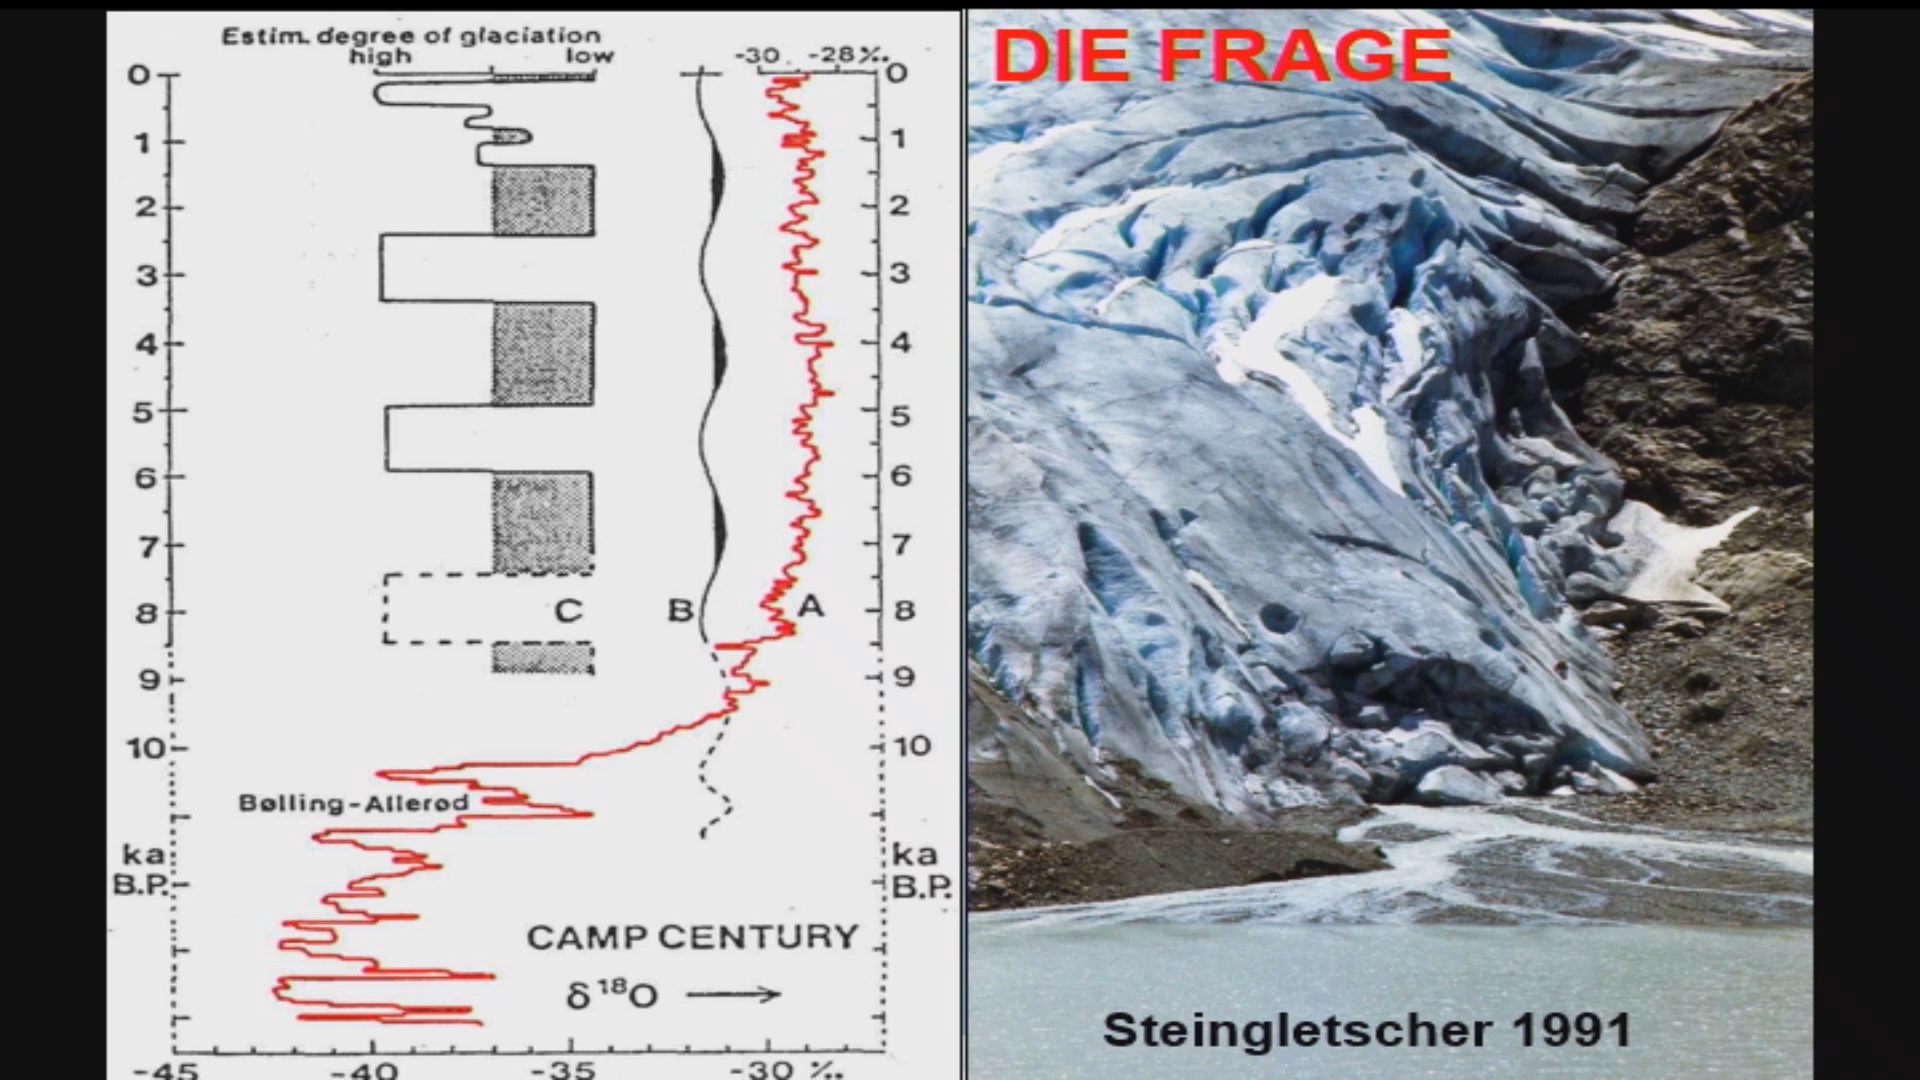 Estim. degree of glaciation
high low
-30 -28‰
0 0
1 1
2 2
3 3
4 4
5 5
6 6
7 7
8 C B A 8
9 9
10 10
Bølling-Allerød
ka ka
B.P. B.P.
CAMP CENTURY
δ18O
-45 -40 -35 -30 ‰
DIE FRAGE
Steingletscher 1991